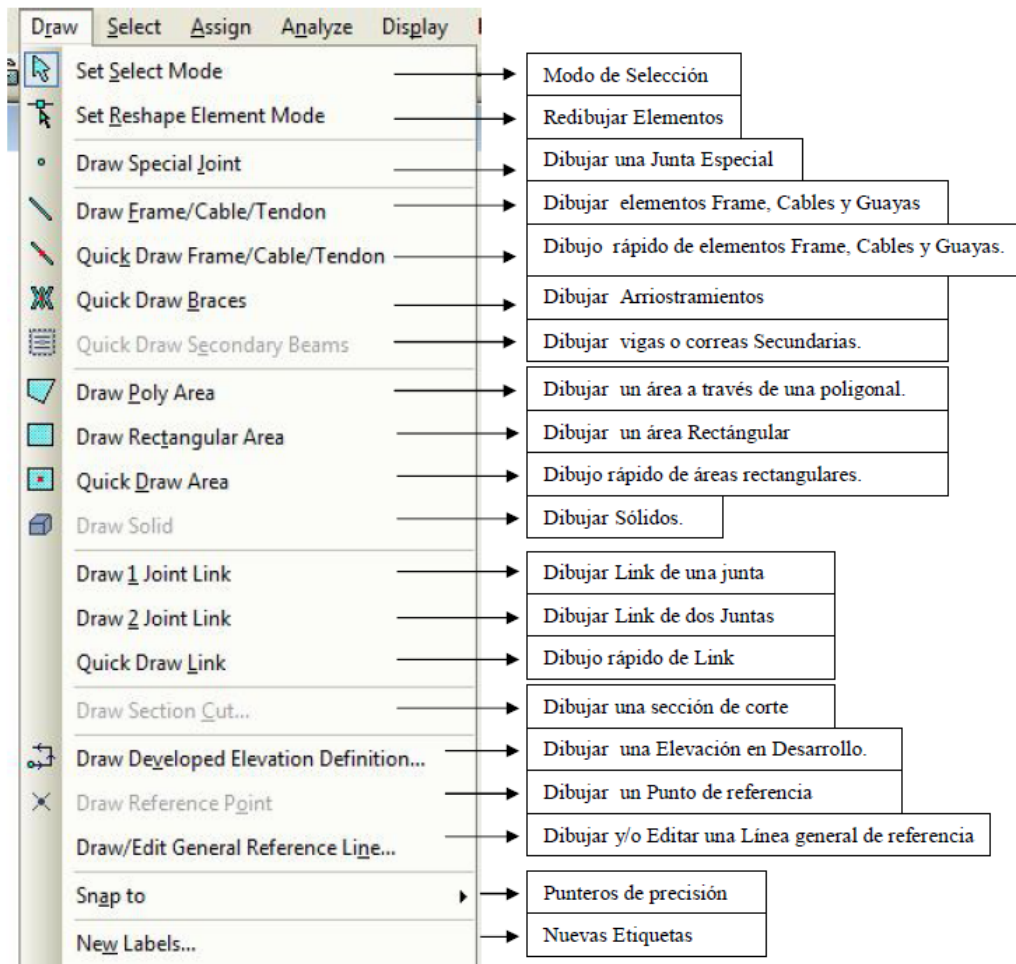 Draw Select Assign Analyze Display
Set Select Mode
Modo de Selección
Set Reshape Element Mode
Redibujar Elementos
Draw Special Joint
Dibujar una Junta Especial
Draw Frame/Cable/Tendon
Dibujar elementos Frame, Cables y Guayas
Quick Draw Frame/Cable/Tendon
Dibujo rápido de elementos Frame, Cables y Guayas.
Quick Draw Braces
Dibujar Arriostramientos
Quick Draw Secondary Beams
Dibujar vigas o correas Secundarias.
Draw Poly Area
Dibujar un área a través de una poligonal.
Draw Rectangular Area
Dibujar un área Rectángular
Quick Draw Area
Dibujo rápido de áreas rectangulares.
Draw Solid
Dibujar Sólidos.
Draw 1 Joint Link
Dibujar Link de una junta
Draw 2 Joint Link
Dibujar Link de dos Juntas
Quick Draw Link
Dibujo rápido de Link
Draw Section Cut...
Dibujar una sección de corte
Draw Developed Elevation Definition...
Dibujar una Elevación en Desarrollo.
Draw Reference Point
Dibujar un Punto de referencia
Draw/Edit General Reference Line...
Dibujar y/o Editar una Línea general de referencia
Snap to
Punteros de precisión
New Labels...
Nuevas Etiquetas